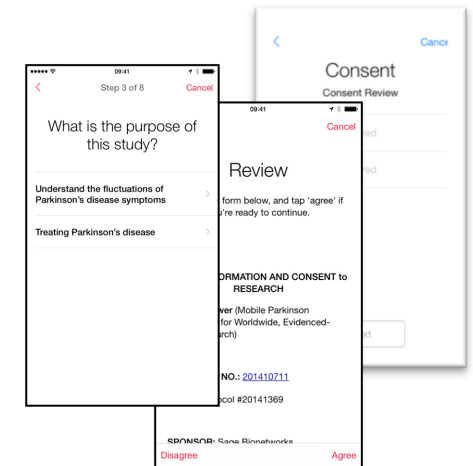 09:41
Step 3 of 8
Cancel
What is the purpose of
this study?
Understand the fluctuations of
Parkinson's disease symptoms
Treating Parkinson's disease
09:41
Cancel
Review
form below, and tap 'agree' if
're ready to continue.
ORMATION AND CONSENT to
RESEARCH
wer (Mobile Parkinson
for Worldwide, Evidenced-
arch)
NO.: 201410711
ocol #20141369
SPONSOR: Sage Bionetworks
Disagree
Agree
Cance
Consent
Consent Review
red
red
xt